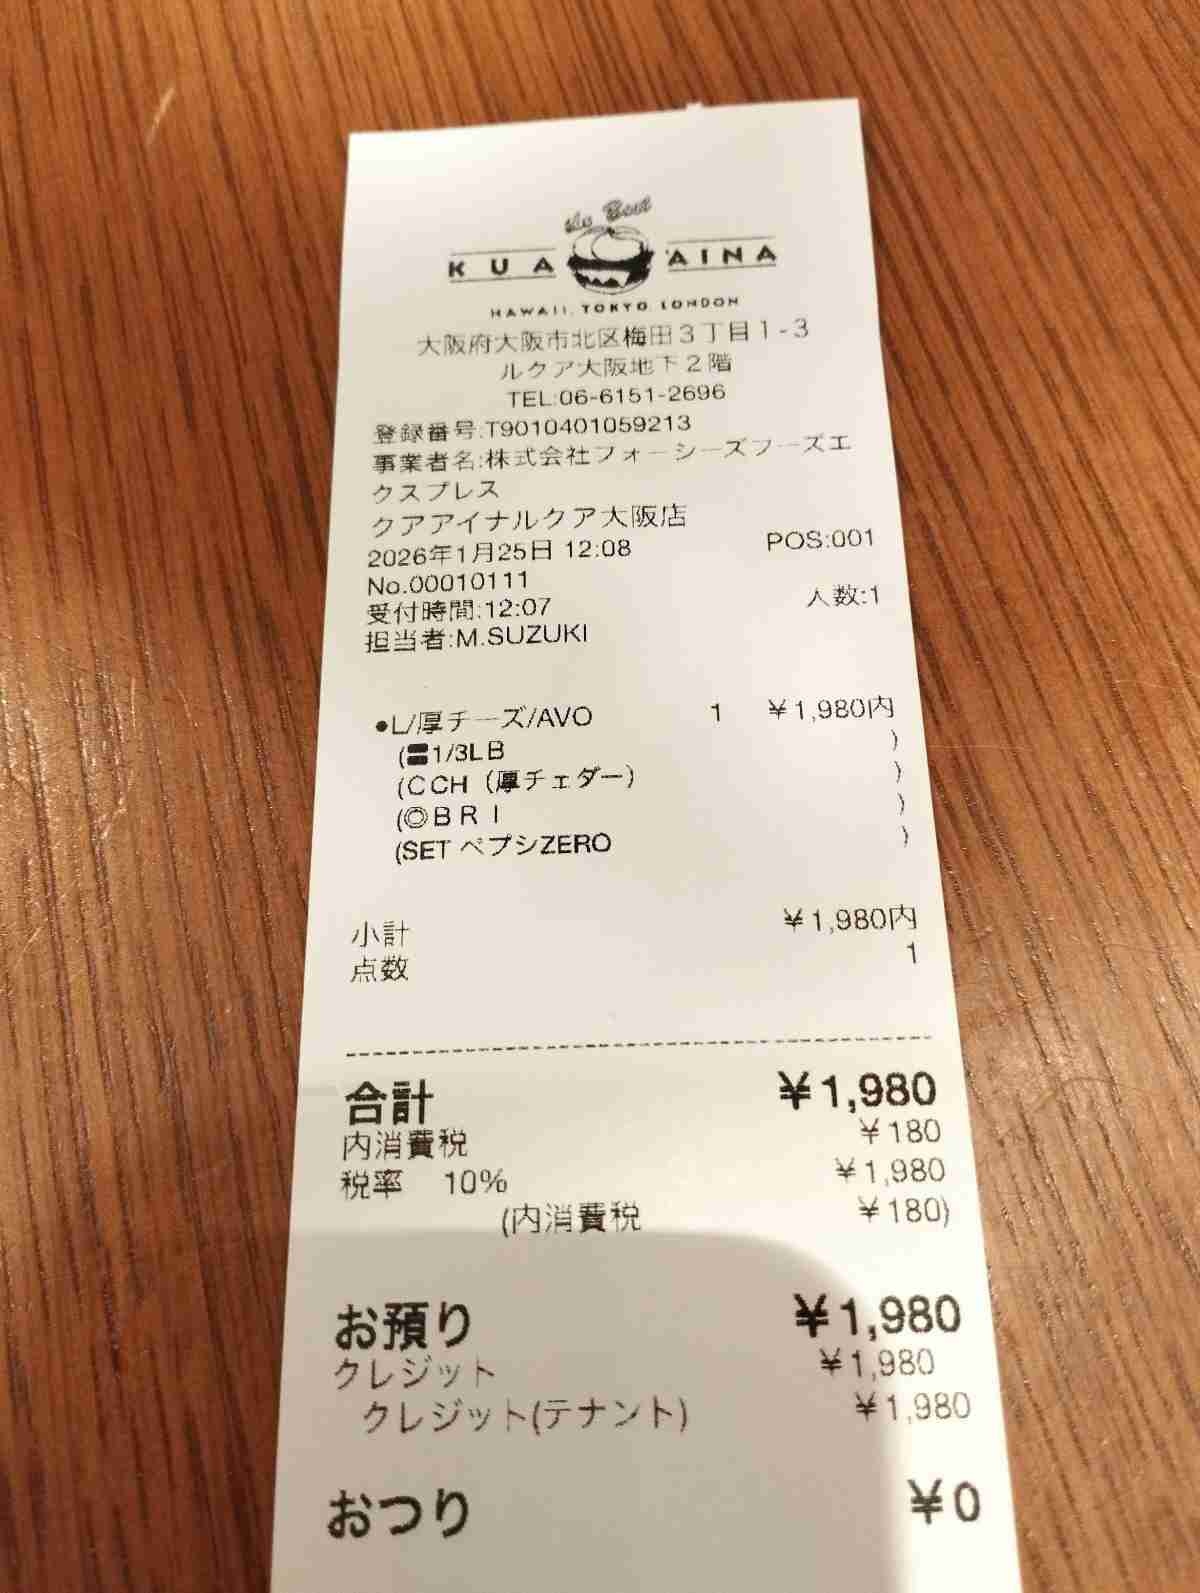 da Best
KUA 'AINA
HAWAII, TOKYO, LONDON
大阪府大阪市北区梅田3丁目1-3
ルクア大阪地下2階
TEL:06-6151-2696
登録番号:T9010401059213
事業者名:株式会社フォーシーズフーズエ
クスプレス
クアアイナルクア大阪店
2026年1月25日 12:08 POS:001
No.00010111
受付時間:12:07 人数:1
担当者:M.SUZUKI
●L/厚チーズ/AVO 1 ¥1,980内
(〓1/3LB )
(CCH(厚チェダー) )
(◎BRI )
(SET ペプシZERO )
小計 ¥1,980内
点数 1
合計 ¥1,980
内消費税 ¥180
税率 10% ¥1,980
(内消費税 ¥180)
お預り ¥1,980
クレジット ¥1,980
クレジット(テナント) ¥1,980
おつり ¥0